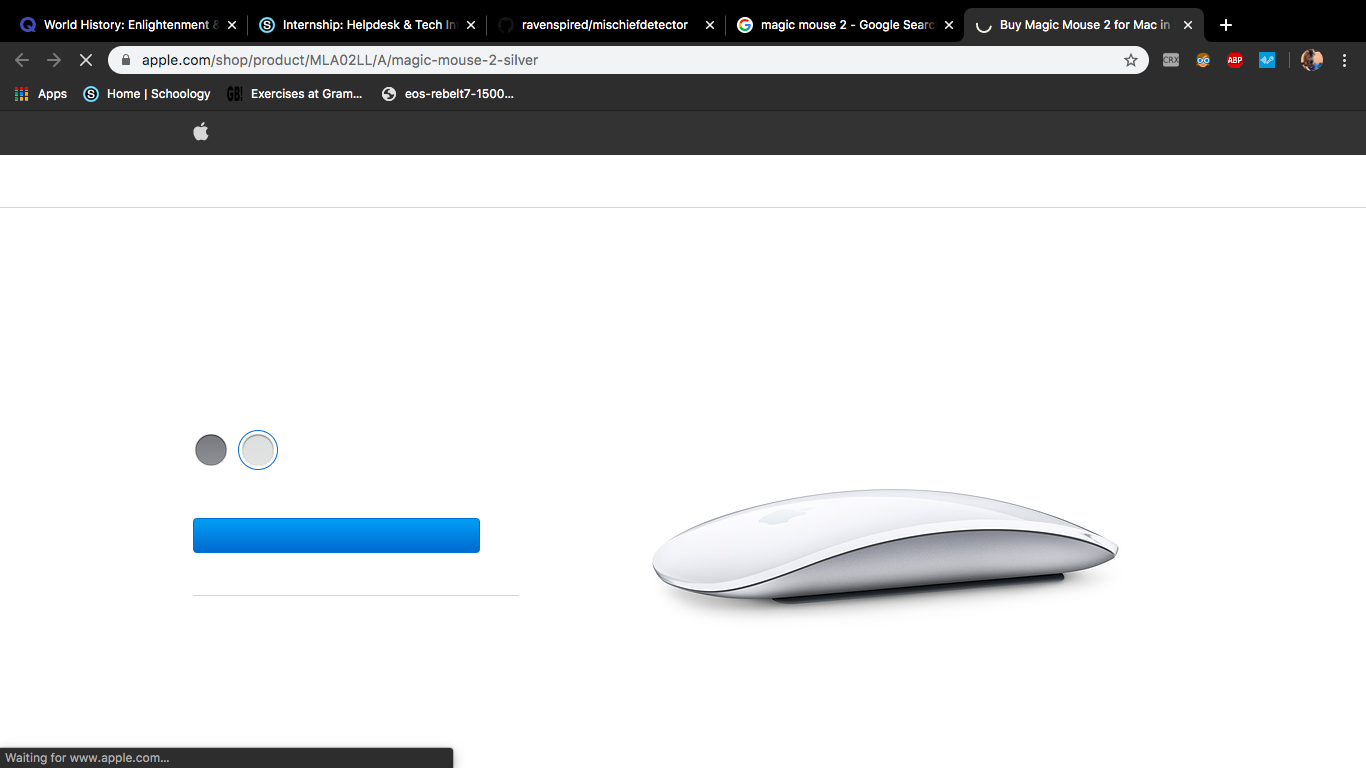 World History: Enlightenment &
Internship: Helpdesk & Tech In
ravenspired/mischiefdetector
magic mouse 2 - Google Searc
Buy Magic Mouse 2 for Mac in
apple.com/shop/product/MLA02LL/A/magic-mouse-2-silver
CRX
ABP
Apps
S Home | Schoology
GB! Exercises at Gram...
eos-rebelt7-1500...
Waiting for www.apple.com...